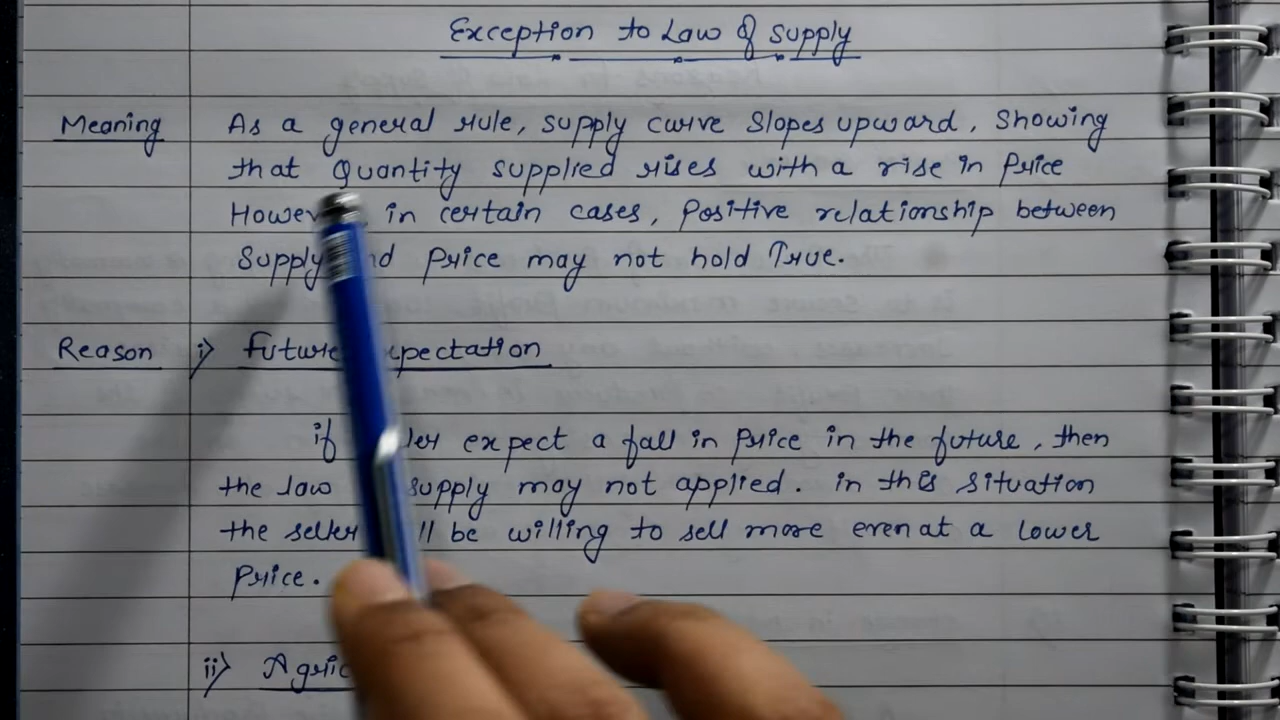 Exception to Law of Supply
Meaning As a general rule, supply curve slopes upward, showing
that Quantity supplied rises with a rise in Price
in certain cases, Positive relationship between
Supply Price may not hold True.
Reason i) Future
if expect a fall in Price in the future, then
the law supply may not applied. in this situation
the seller be willing to sell more even at a lower
Price.
ii)